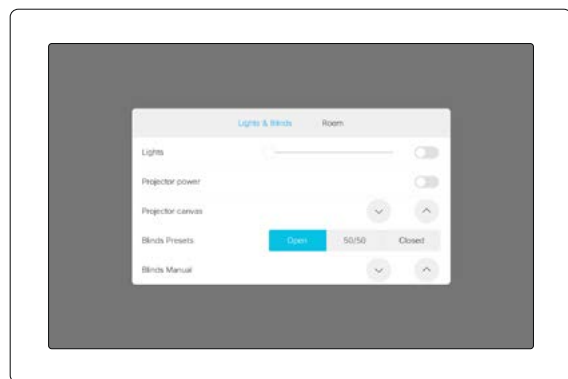 Lights & Blinds Room
Lights
Projector power
Projector canvas
Blinds Presets Open 50/50 Closed
Blinds Manual